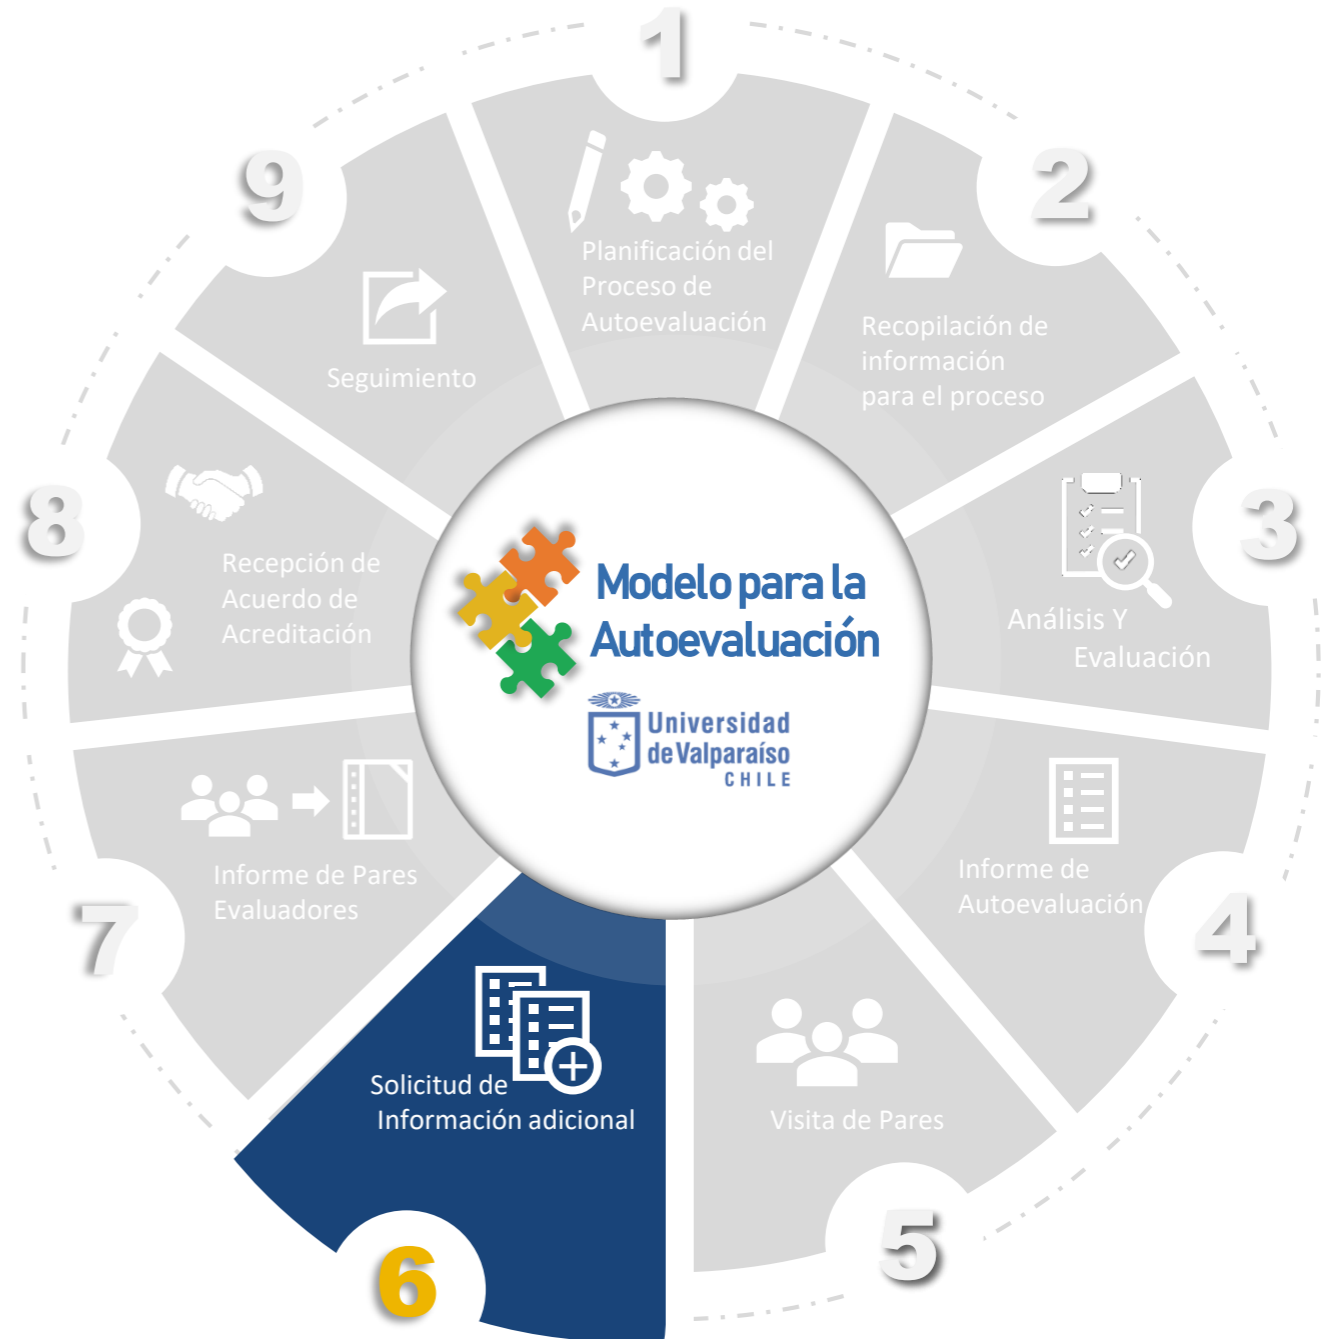 1
Planificación del
Proceso de
Autoevaluación
2
Recopilación de
información
para el proceso
3
Análisis Y
Evaluación
4
Informe de
Autoevaluación
5
Visita de Pares
6
Solicitud de
Información adicional
7
Informe de Pares
Evaluadores
8
Recepción de
Acuerdo de
Acreditación
9
Seguimiento
Modelo para la
Autoevaluación
Universidad
de Valparaíso
CHILE